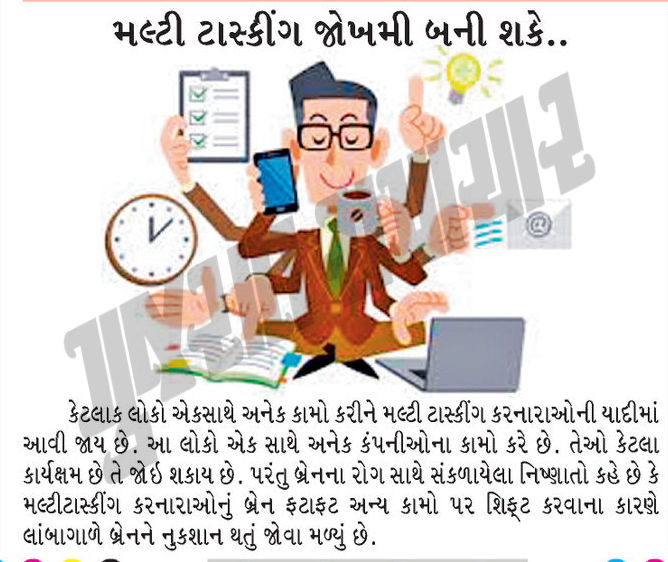 મલ્ટી ટાસ્કીંગ જોખમી બની શકે..
ગુજરાત સમાચાર
@
કેટલાક લોકો એકસાથે અનેક કામો કરીને મલ્ટી ટાસ્કીંગ કરનારાઓની યાદીમાં
આવી જાય છે. આ લોકો એક સાથે અનેક કંપનીઓના કામો કરે છે. તેઓ કેટલા
કાર્યક્ષમ છે તે જોઇ શકાય છે. પરંતુ બ્રેનના રોગ સાથે સંકળાયેલા નિષ્ણાતો કહે છે કે
મલ્ટીટાસ્કીંગ કરનારાઓનું બ્રેન ફટાફટ અન્ય કામો પર શિફ્ટ કરવાના કારણે
લાંબાગાળે બ્રેનને નુકશાન થતું જોવા મળ્યું છે.